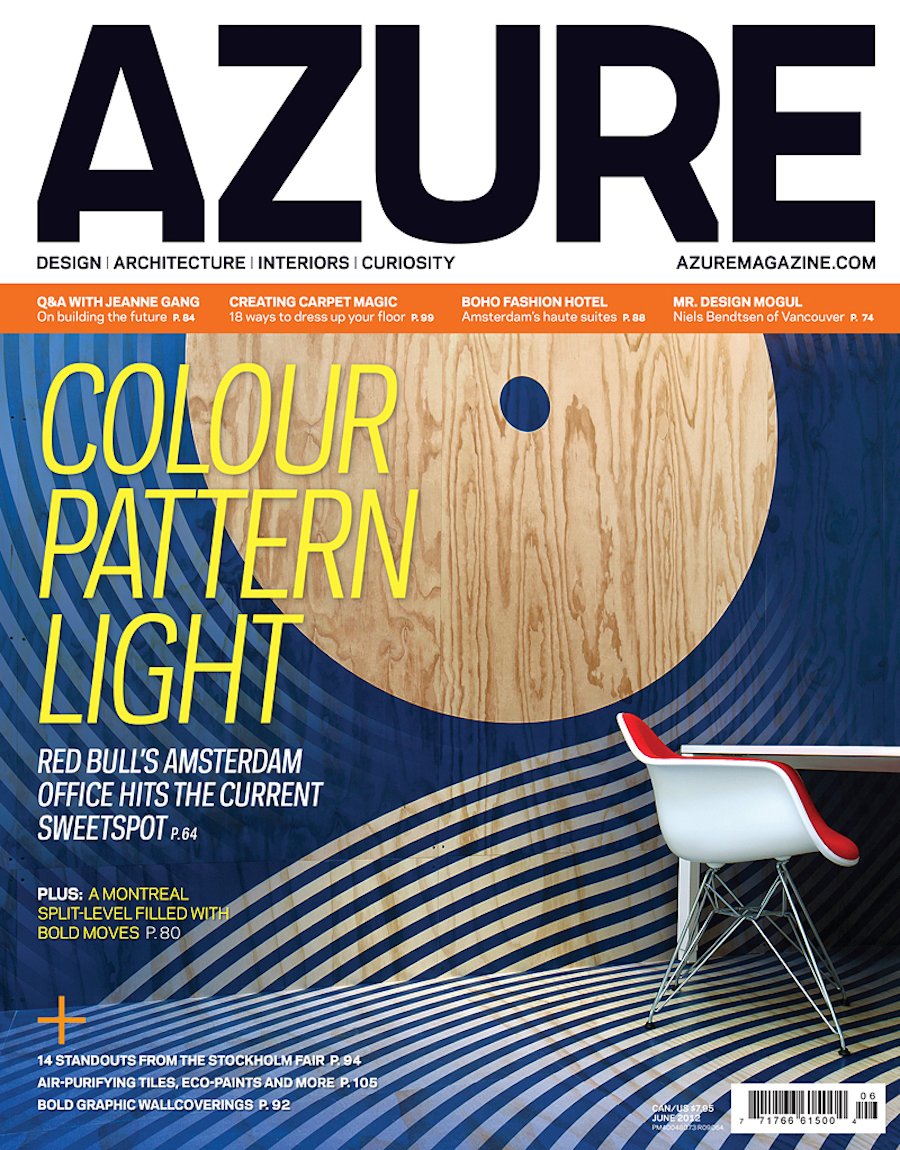 AZURE
DESIGN | ARCHITECTURE | INTERIORS | CURIOSITY
AZUREMAGAZINE.COM
Q&A WITH JEANNE GANG
On building the future P. 84
CREATING CARPET MAGIC
18 ways to dress up your floor P. 99
BOHO FASHION HOTEL
Amsterdam's haute suites P. 88
MR. DESIGN MOGUL
Niels Bendtsen of Vancouver P. 74
COLOUR
PATTERN
LIGHT
RED BULL'S AMSTERDAM
OFFICE HITS THE CURRENT
SWEETSPOT P.64
PLUS: A MONTREAL
SPLIT-LEVEL FILLED WITH
BOLD MOVES P. 80
+
14 STANDOUTS FROM THE STOCKHOLM FAIR P. 94
AIR-PURIFYING TILES, ECO-PAINTS AND MORE P. 105
BOLD GRAPHIC WALLCOVERINGS P. 92
CAN/US $7.95
JUNE 2012
06
7 71766 61500 4